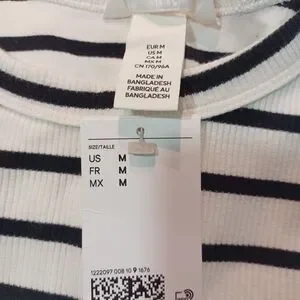 EUR M
US M
CA M
MX M
CN 170/96A
MADE IN
BANGLADESH
FABRIQUÉ AU
BANGLADESH
SIZE/TAILLE
US M
FR M
MX M
1222097 008 10 9 1676